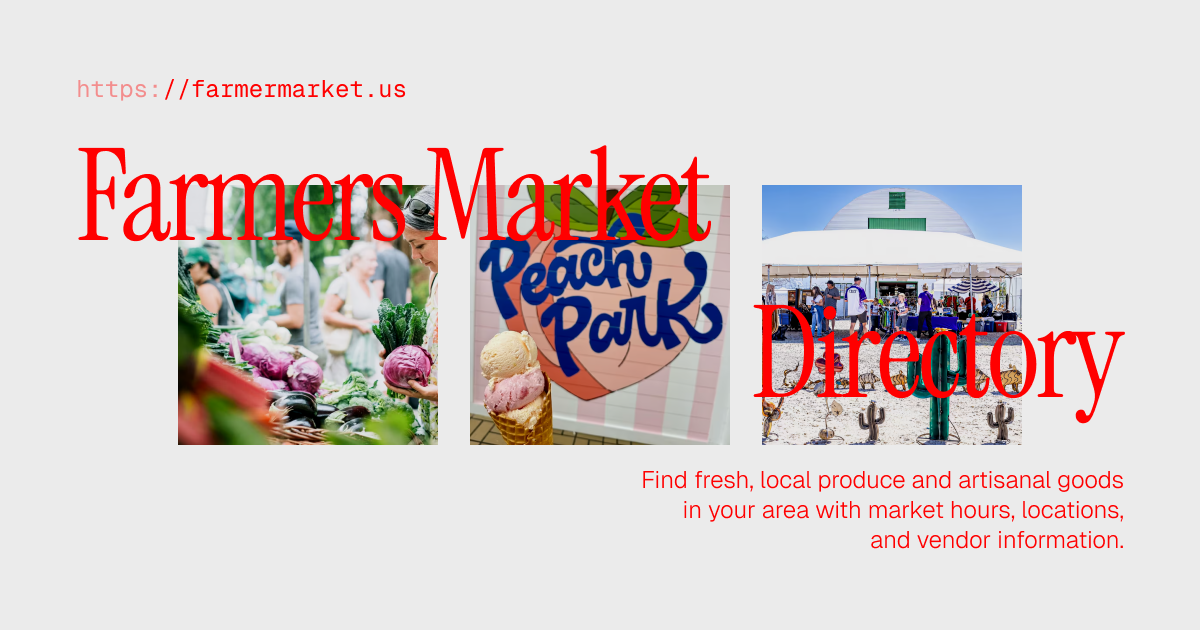 https://farmermarket.us
Farmers Market
Peach
Park
Directory
Find fresh, local produce and artisanal goods
in your area with market hours, locations,
and vendor information.